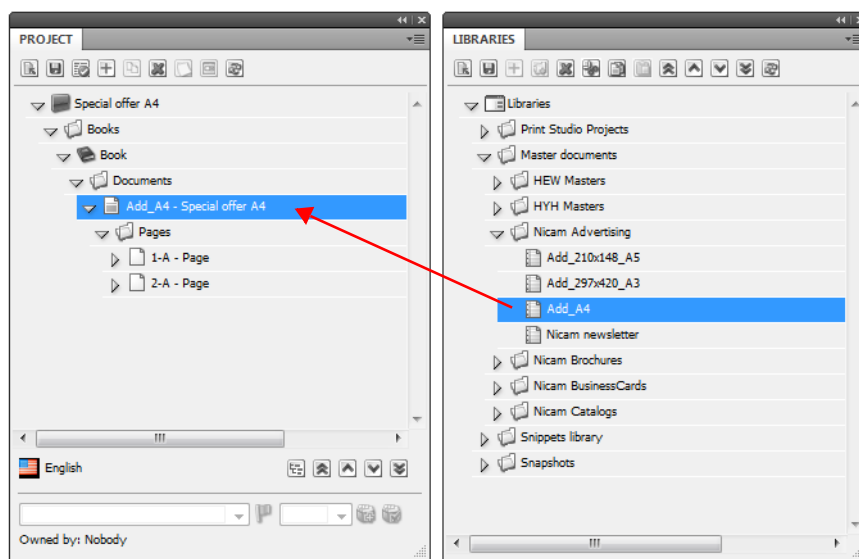 PROJECT
Special offer A4
Books
Book
Documents
Add_A4 - Special offer A4
Pages
1-A - Page
2-A - Page
English
Owned by: Nobody
LIBRARIES
Libraries
Print Studio Projects
Master documents
HEW Masters
HYH Masters
Nicam Advertising
Add_210x148_A5
Add_297x420_A3
Add_A4
Nicam newsletter
Nicam Brochures
Nicam BusinessCards
Nicam Catalogs
Snippets library
Snapshots